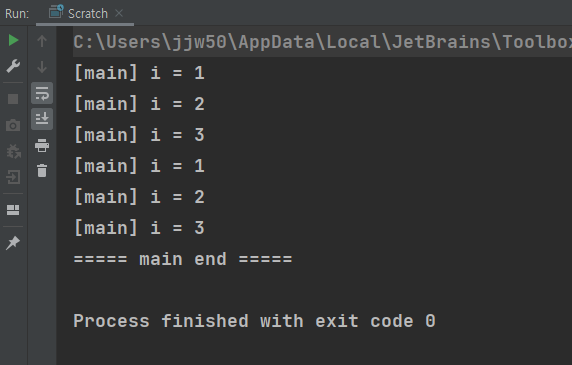 Run: Scratch
C:\Users\jjw50\AppData\Local\JetBrains\Toolbox
[main] i = 1
[main] i = 2
[main] i = 3
[main] i = 1
[main] i = 2
[main] i = 3
===== main end =====
Process finished with exit code 0